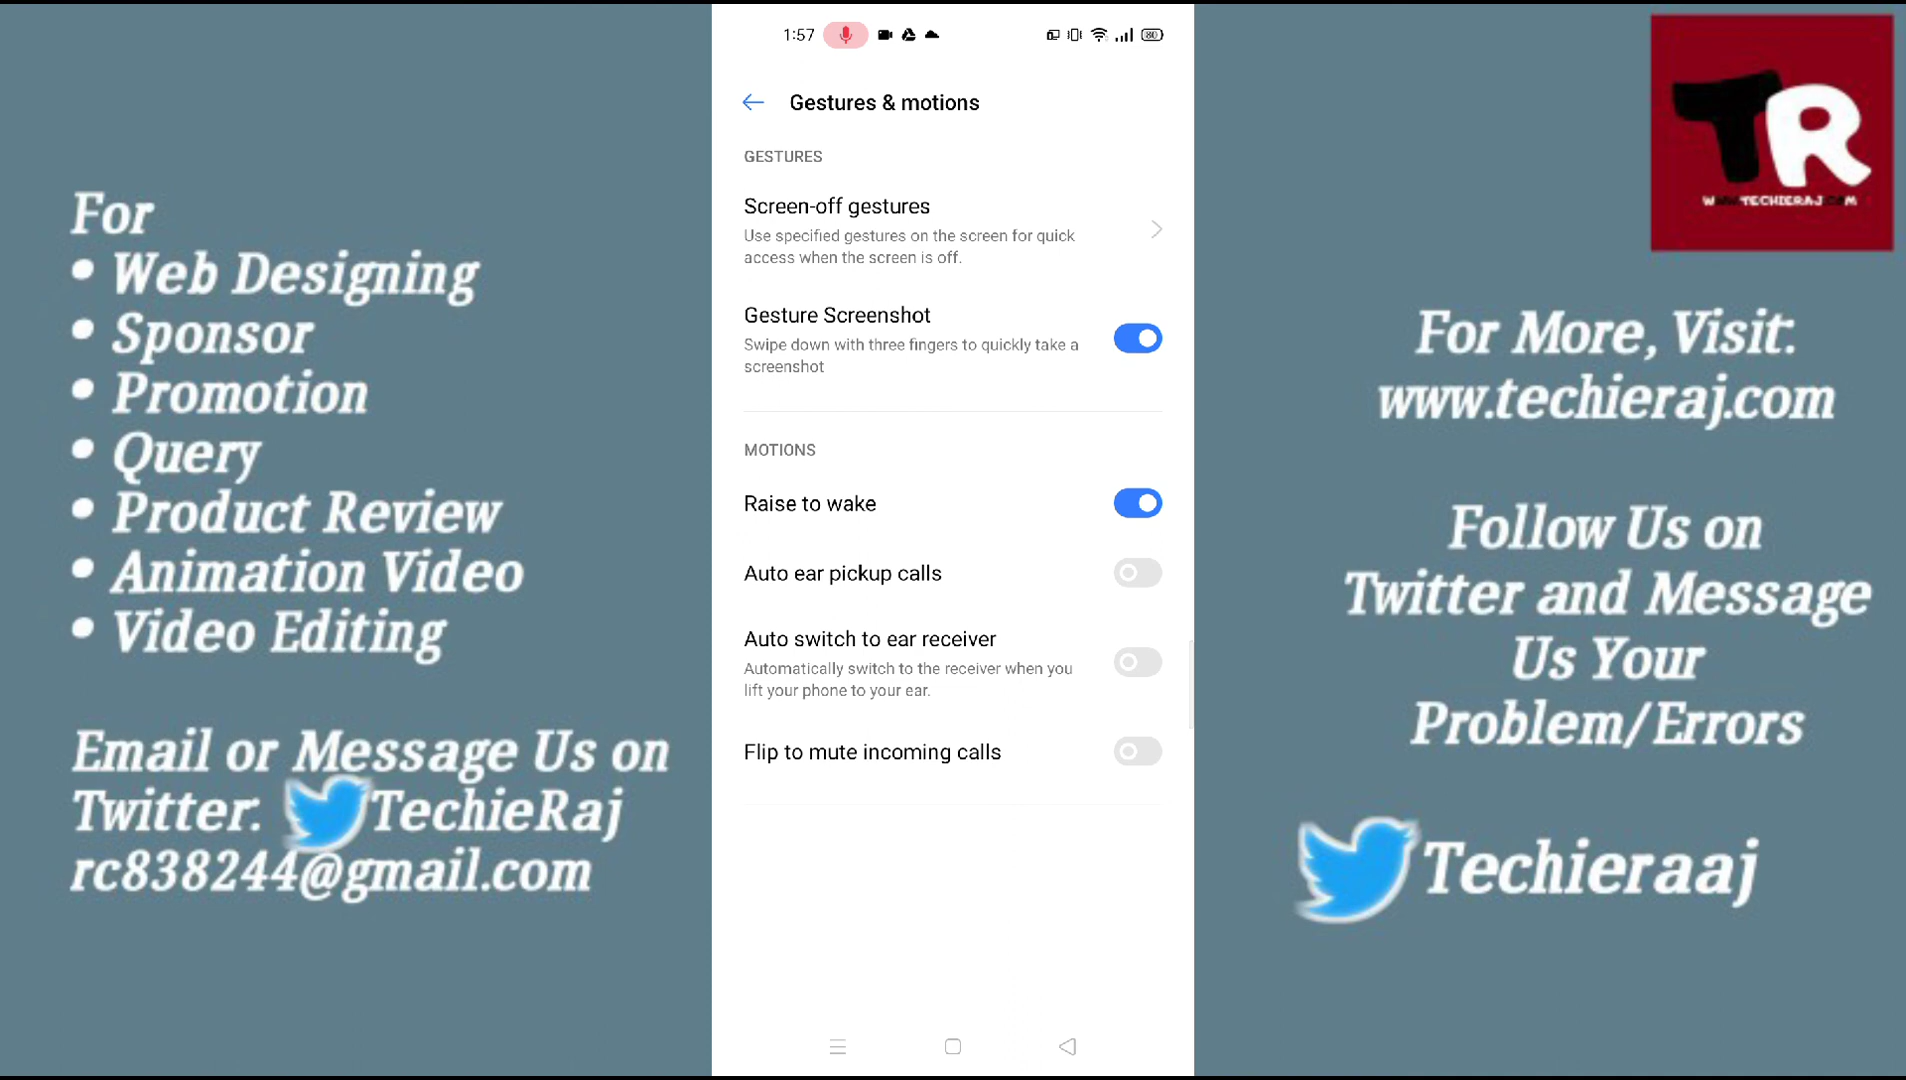 For
• Web Designing
• Sponsor
• Promotion
• Query
• Product Review
• Animation Video
• Video Editing
Email or Message Us on
Twitter: TechieRaj
rc838244@gmail.com
1:57
80
Gestures & motions
GESTURES
Screen-off gestures
Use specified gestures on the screen for quick
access when the screen is off.
Gesture Screenshot
Swipe down with three fingers to quickly take a
screenshot
MOTIONS
Raise to wake
Auto ear pickup calls
Auto switch to ear receiver
Automatically switch to the receiver when you
lift your phone to your ear.
Flip to mute incoming calls
TR
WWW.TECHIERAJ.COM
For More, Visit:
www.techieraj.com
Follow Us on
Twitter and Message
Us Your
Problem/Errors
Techieraaj